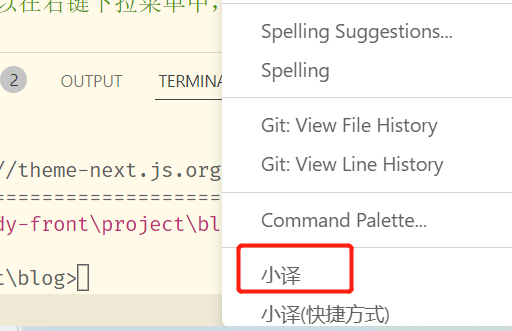 以在右键下拉菜单中，
Spelling Suggestions...
Spelling
2 OUTPUT TERMINA
Git: View File History
Git: View Line History
//theme-next.js.org
====================
dy-front\project\bl
Command Palette...
t\blog>
小译
小译(快捷方式)